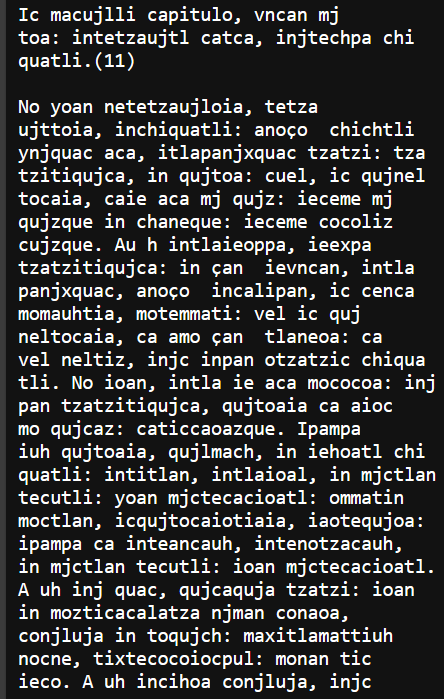 Ic macujlli capitulo, vncan mj
toa: intetzaujtl catca, injtechpa chi
quatli.(11)

No yoan netetzaujloia, tetza
ujttoia, inchiquatli: anoço  chichtli
ynjquac aca, itlapanjxquac tzatzi: tza
tzitiqujca, in qujtoa: cuel, ic qujnel
tocaia, caie aca mj qujz: ieceme mj
qujzque in chaneque: ieceme cocoliz
cujzque. Au h intlaieoppa, ieexpa
tzatzitiqujca: in çan  ievncan, intla
panjxquac, anoço  incalipan, ic cenca
momauhtia, motemmati: vel ic quj
neltocaia, ca amo çan  tlaneoa: ca
vel neltiz, injc inpan otzatzic chiqua
tli. No ioan, intla ie aca mococoa: inj
pan tzatzitiqujca, qujtoaia ca aioc
mo qujcaz: caticcaoazque. Ipampa
iuh qujtoaia, qujlmach, in iehoatl chi
quatli: intitlan, intlaioal, in mjctlan
tecutli: yoan mjctecacioatl: ommatin
moctlan, icqujtocaiotiaia, iaotequjoa:
ipampa ca inteancauh, intenotzacauh,
in mjctlan tecutli: ioan mjctecacioatl.
A uh inj quac, qujcaquja tzatzi: ioan
in mozticacalatza njman conaoa,
conjluja in toqujch: maxitlamattiuh
nocne, tixtecocoiocpul: monan tic
ieco. A uh incihoa conjluja, injc